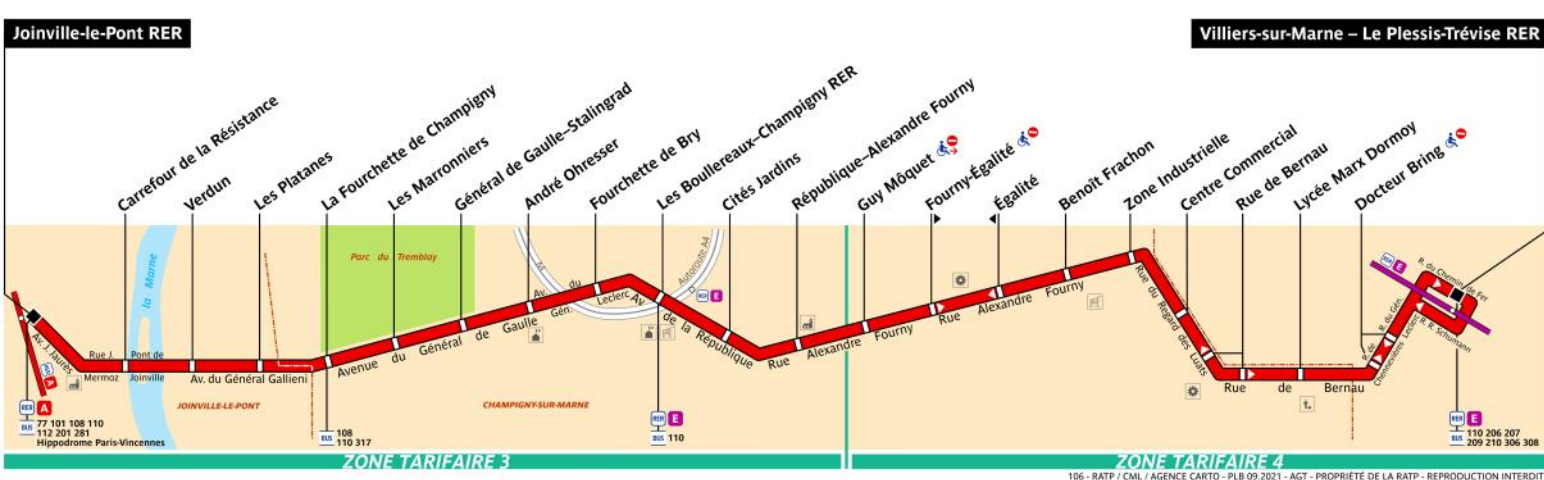 Joinville-le-Pont RER
Villiers-sur-Marne – Le Plessis-Trévise RER
Carrefour de la Résistance
Verdun
Les Platanes
La Fourchette de Champigny
Les Marronniers
Général de Gaulle–Stalingrad
André Ohresser
Fourchette de Bry
Les Boullereaux–Champigny RER
Cités Jardins
République–Alexandre Fourny
Guy Môquet
Fourny-Égalité
Égalité
Benoît Frachon
Zone Industrielle
Centre Commercial
Rue de Bernau
Lycée Marx Dormoy
Docteur Bring
la Marne
Parc du Tremblay
A4
Autoroute A4
RER E
Av. J. Jaurès
RER A
Rue J. Mermoz
Pont de Joinville
Av. du Général Gallieni
Avenue du Général de Gaulle
Av. du Gén. Leclerc
Av. de la République
Rue Alexandre Fourny
Rue Alexandre Fourny
Rue du Regard des Luats
Rue de Bernau
R. de Chennevières
R. du Gén. Leclerc
R. du Chemin de Fer
R. R. Schumann
RER E
JOINVILLE-LE-PONT
CHAMPIGNY-SUR-MARNE
RER A
BUS 77 101 108 110
112 201 281
Hippodrome Paris-Vincennes
BUS 108
110 317
RER E
BUS 110
RER E
BUS 110 206 207
209 210 306 308
ZONE TARIFAIRE 3
ZONE TARIFAIRE 4
106 - RATP / CML / AGENCE CARTO - PLB 09.2021 - AGT - PROPRIÉTÉ DE LA RATP - REPRODUCTION INTERDIT